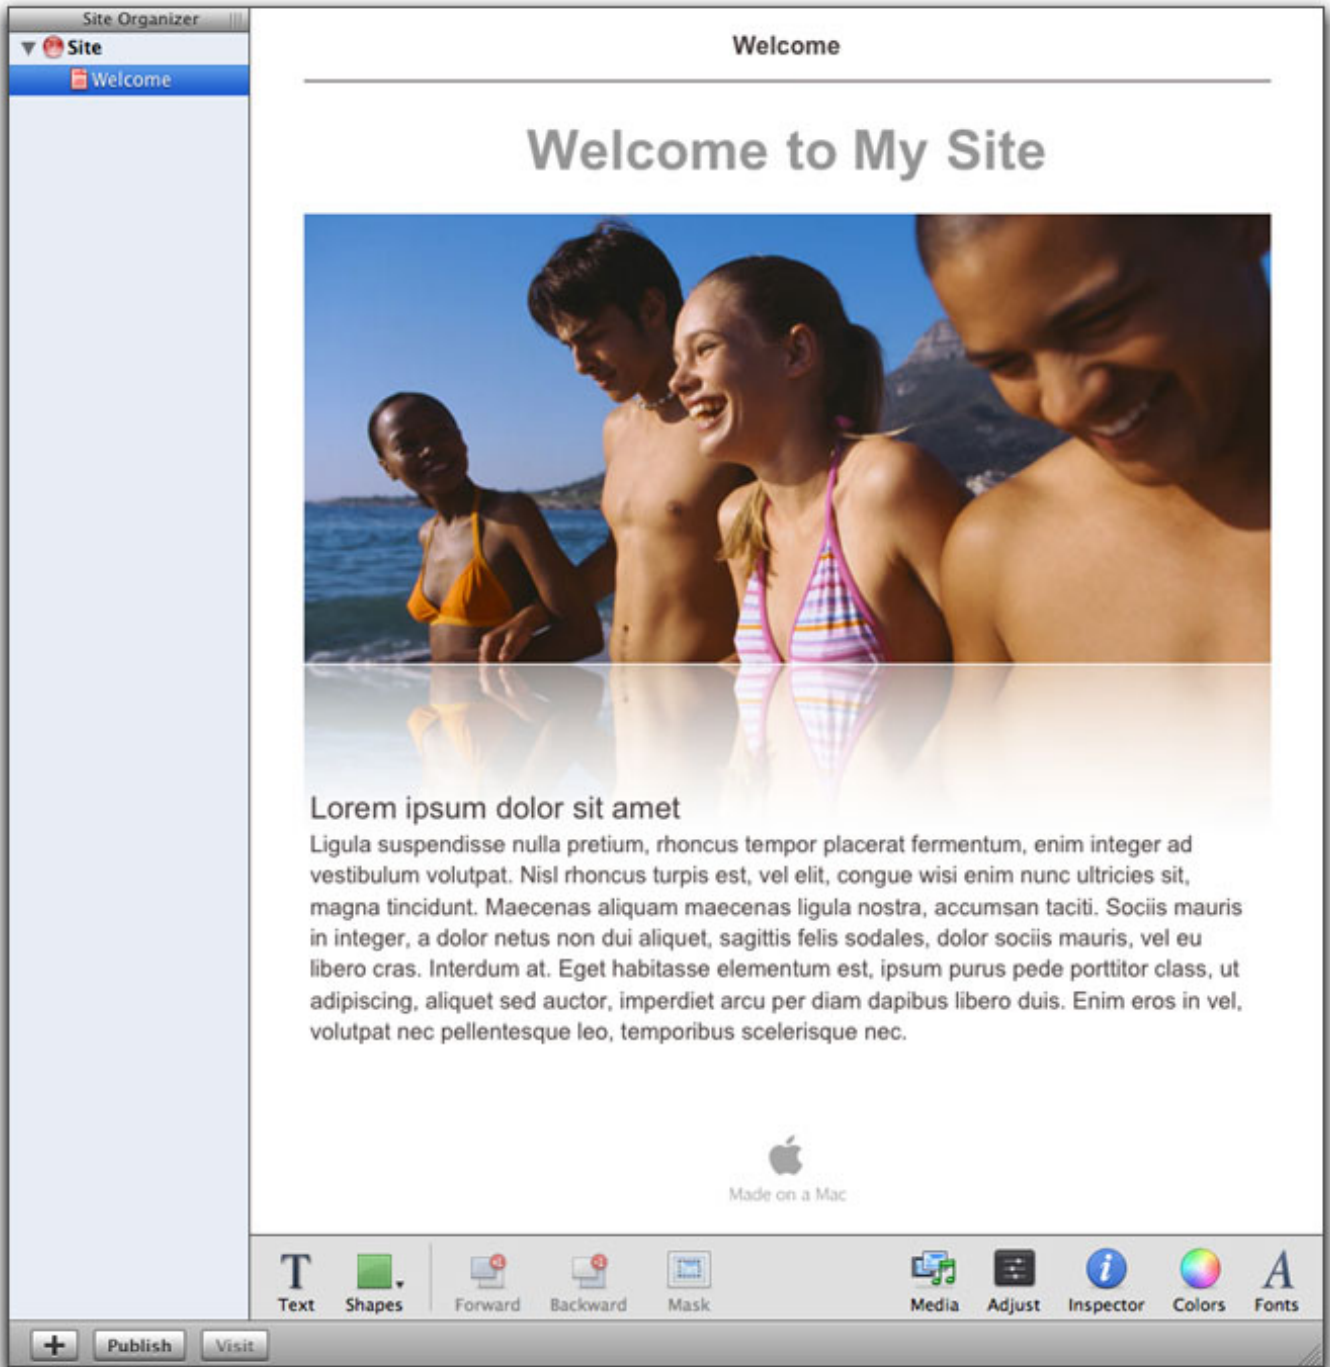 Site Organizer
Site
Welcome
Welcome
Welcome to My Site
Lorem ipsum dolor sit amet
Ligula suspendisse nulla pretium, rhoncus tempor placerat fermentum, enim integer ad
vestibulum volutpat. Nisl rhoncus turpis est, vel elit, congue wisi enim nunc ultricies sit,
magna tincidunt. Maecenas aliquam maecenas ligula nostra, accumsan taciti. Sociis mauris
in integer, a dolor netus non dui aliquet, sagittis felis sodales, dolor sociis mauris, vel eu
libero cras. Interdum at. Eget habitasse elementum est, ipsum purus pede porttitor class, ut
adipiscing, aliquet sed auctor, imperdiet arcu per diam dapibus libero duis. Enim eros in vel,
volutpat nec pellentesque leo, temporibus scelerisque nec.
Made on a Mac
Text Shapes Forward Backward Mask Media Adjust Inspector Colors Fonts
Publish Visit